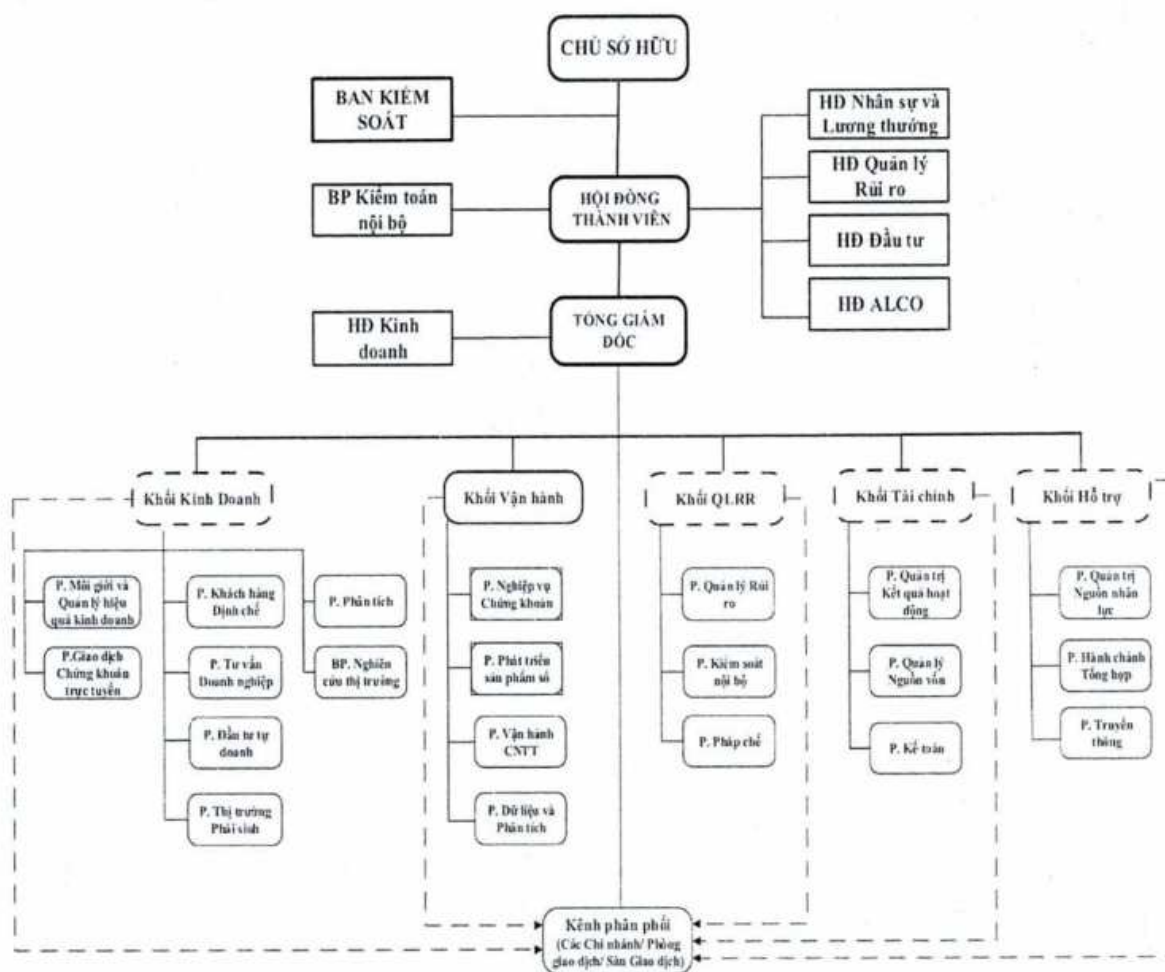 CHỦ SỞ HỮU
BAN KIỂM
SOÁT
HĐ Nhân sự và
Lương thưởng
HĐ Quản lý
Rủi ro
BP Kiểm toán
nội bộ
HỘI ĐỒNG
THÀNH VIÊN
HĐ Đầu tư
HĐ ALCO
HĐ Kinh
doanh
TỔNG GIÁM
ĐỐC
Khối Kinh Doanh
Khối Vận hành
Khối QLRR
Khối Tài chính
Khối Hỗ trợ
P. Môi giới và
Quản lý hiệu
quả kinh doanh
P.Giao dịch
Chứng khoán
trực tuyến
P. Khách hàng
Định chế
P. Tư vấn
Doanh nghiệp
P. Đầu tư tự
doanh
P. Thị trường
Phái sinh
P. Phân tích
BP. Nghiên
cứu thị trường
P. Nghiệp vụ
Chứng khoán
P. Phát triển
sản phẩm số
P. Vận hành
CNTT
P. Dữ liệu và
Phân tích
P. Quản lý Rủi
ro
P. Kiểm soát
nội bộ
P. Pháp chế
P. Quản trị
Kết quả hoạt
động
P. Quản lý
Nguồn vốn
P. Kế toán
P. Quản trị
Nguồn nhân
lực
P. Hành chánh
Tổng hợp
P. Truyền
thông
Kênh phân phối
(Các Chi nhánh/ Phòng
giao dịch/ Sàn Giao dịch)